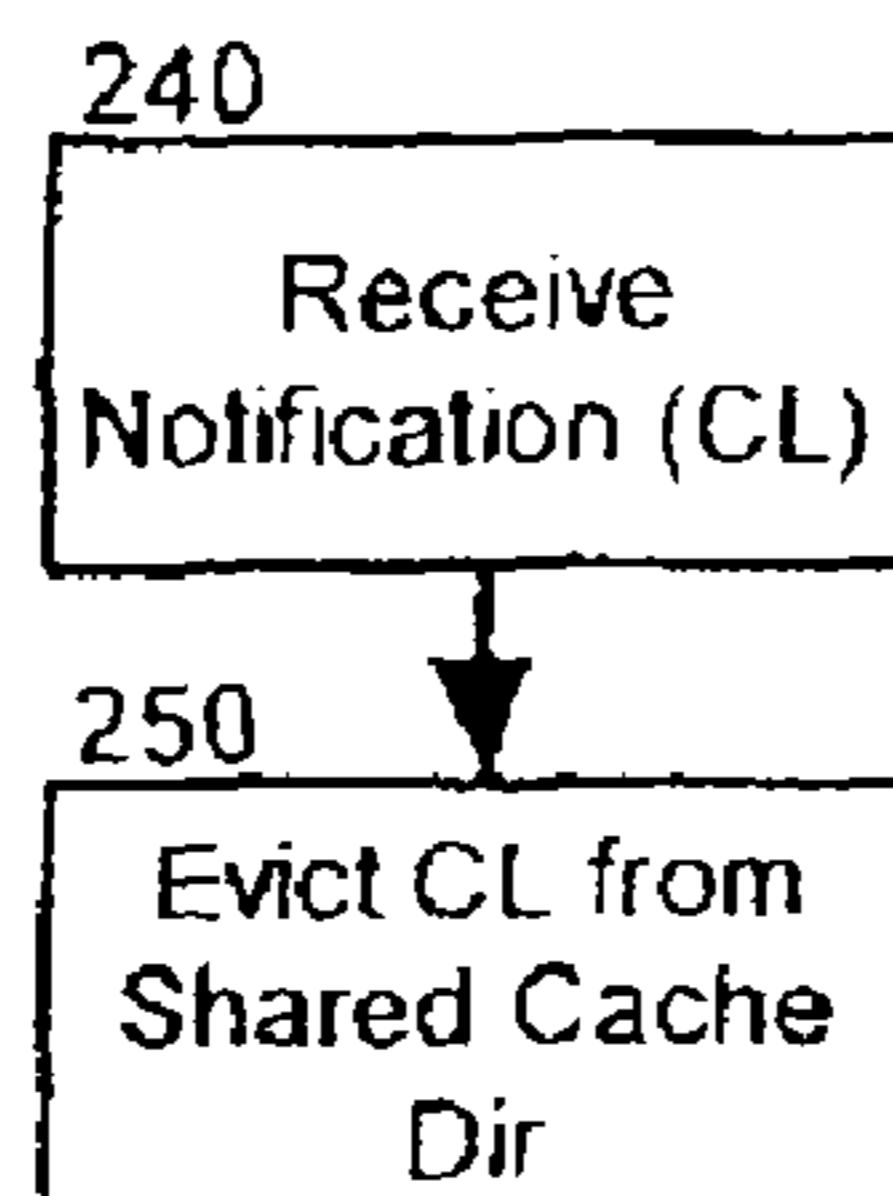 240
Receive
Notification (CL)
250
Evict CL from
Shared Cache
Dir